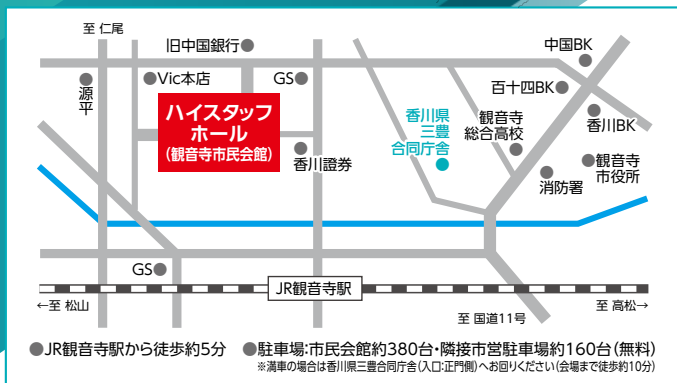 至 仁尾
旧中国銀行
中国BK
源平
Vic本店
GS
百十四BK
ハイスタッフ
ホール
(観音寺市民会館)
香川県
三豊
合同庁舎
観音寺
総合高校
香川BK
香川證券
消防署
観音寺
市役所
GS
JR観音寺駅
←至 松山
至 高松→
至 国道11号
●JR観音寺駅から徒歩約5分 ●駐車場:市民会館約380台・隣接市営駐車場約160台(無料)
※満車の場合は香川県三豊合同庁舎(入口:正門側)へお回りください(会場まで徒歩約10分)